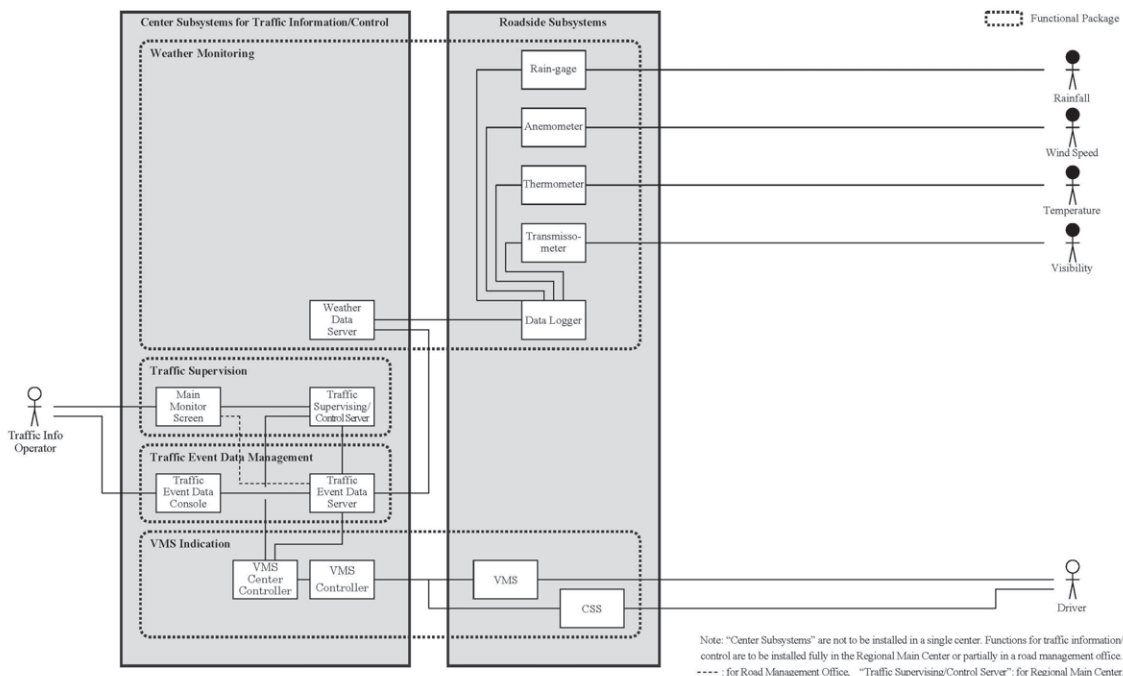 Center Subsystems for Traffic Information/Control
Roadside Subsystems
Functional Package
Weather Monitoring
Rain-gage
Rainfall
Anemometer
Wind Speed
Thermometer
Temperature
Transmisso-
meter
Visibility
Weather
Data
Server
Data Logger
Traffic Supervision
Main
Monitor
Screen
Traffic
Supervising/
Control Server
Traffic Info
Operator
Traffic Event Data Management
Traffic
Event Data
Console
Traffic
Event Data
Server
VMS Indication
VMS
Center
Controller
VMS
Controller
VMS
CSS
Driver
Note: “Center Subsystems” are not to be installed in a single center. Functions for traffic information/
control are to be installed fully in the Regional Main Center or partially in a road management office.
---- : for Road Management Office, “Traffic Supervising/Control Server”: for Regional Main Center.